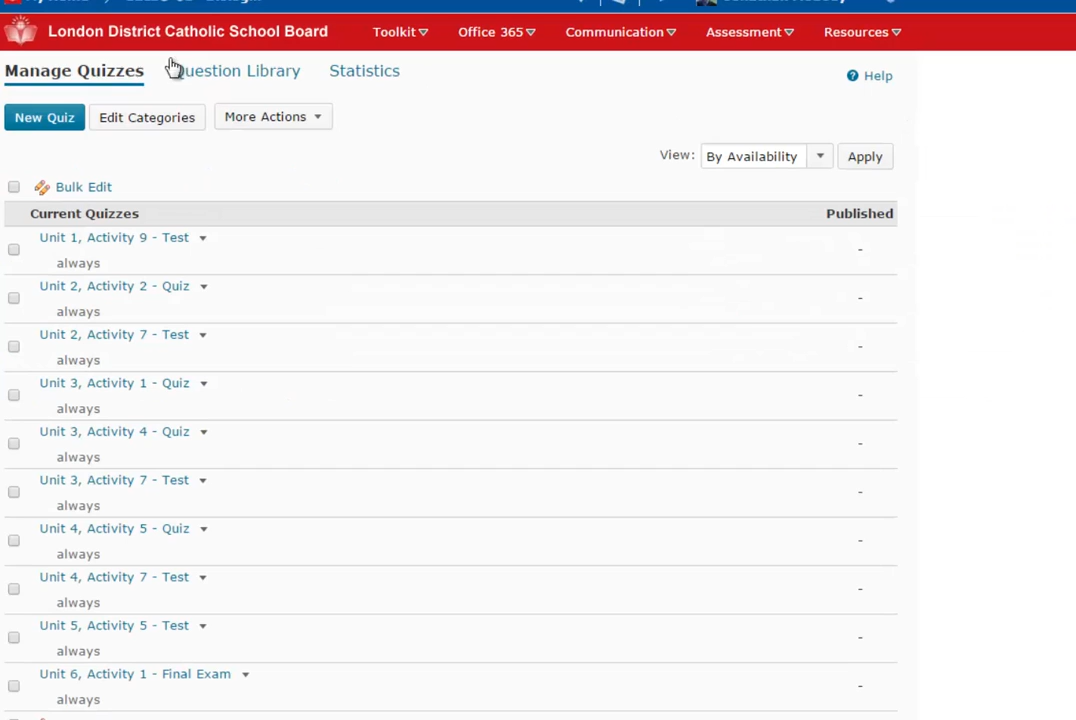 London District Catholic School Board
Toolkit
Office 365
Communication
Assessment
Resources
Manage Quizzes
Question Library
Statistics
Help
New Quiz
Edit Categories
More Actions
View:
By Availability
Apply
Bulk Edit
Current Quizzes
Published
Unit 1, Activity 9 - Test
-
always
Unit 2, Activity 2 - Quiz
-
always
Unit 2, Activity 7 - Test
-
always
Unit 3, Activity 1 - Quiz
-
always
Unit 3, Activity 4 - Quiz
-
always
Unit 3, Activity 7 - Test
-
always
Unit 4, Activity 5 - Quiz
-
always
Unit 4, Activity 7 - Test
-
always
Unit 5, Activity 5 - Test
-
always
Unit 6, Activity 1 - Final Exam
-
always